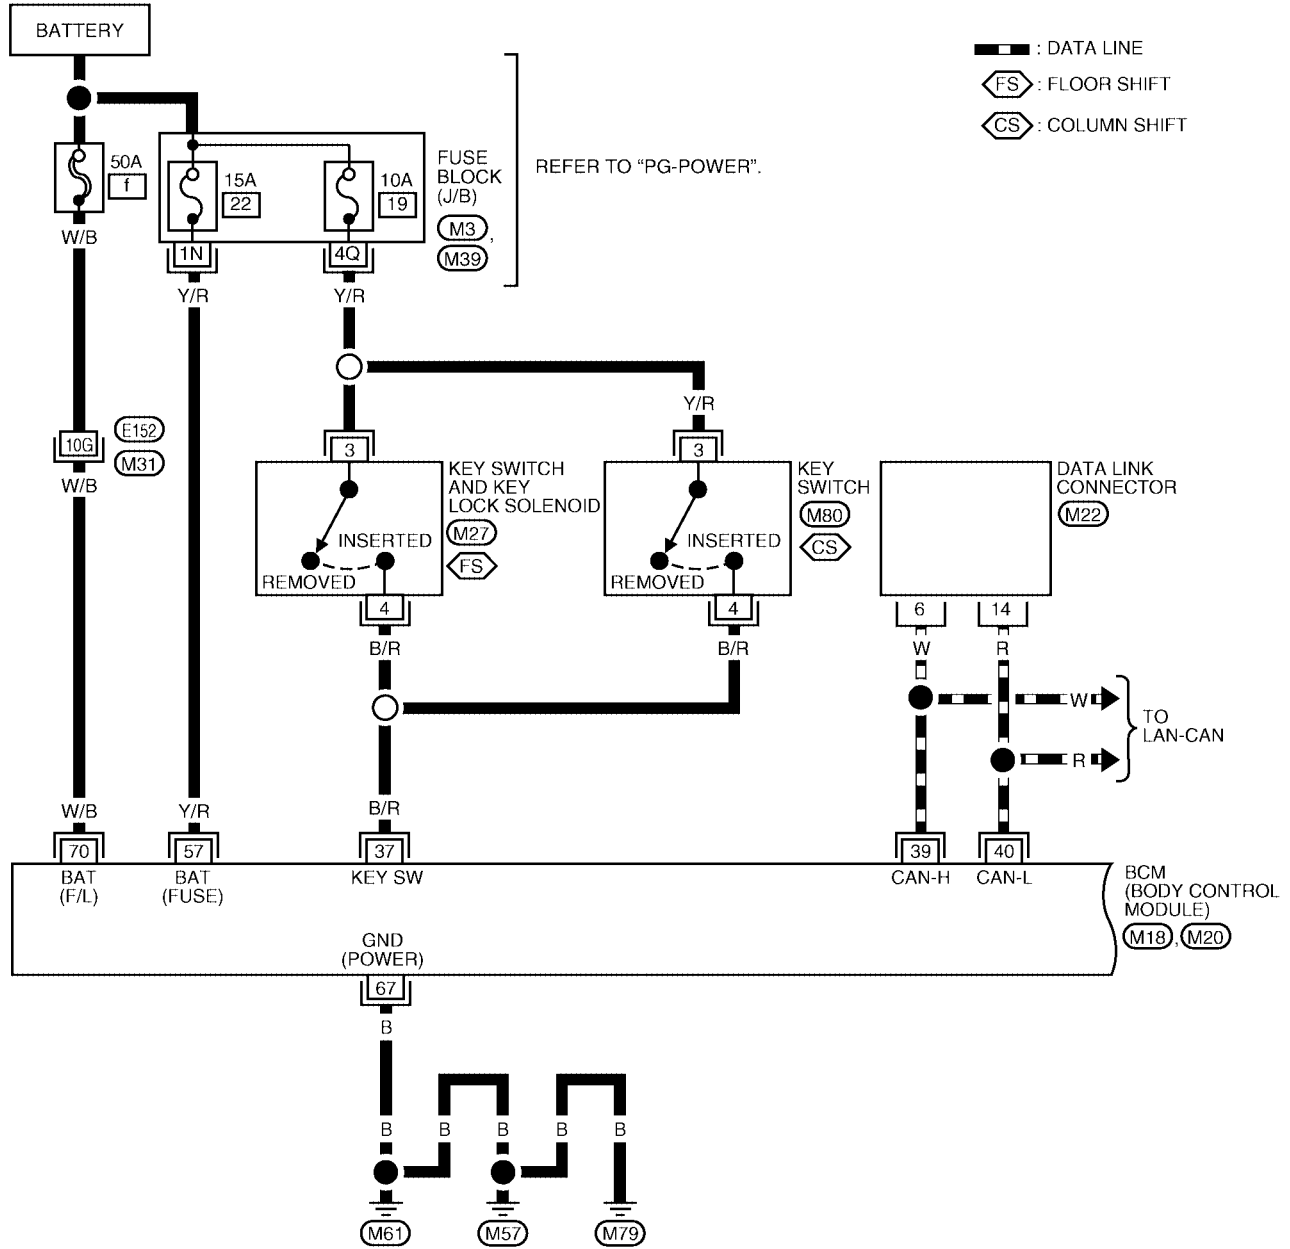 BATTERY
: DATA LINE
FS : FLOOR SHIFT
CS : COLUMN SHIFT
50A
f
15A
22
10A
19
FUSE
BLOCK
(J/B)
M3 ,
M39
REFER TO “PG-POWER”.
W/B
1N
4Q
Y/R
Y/R
Y/R
10G
E152
M31
W/B
3
3
KEY SWITCH
AND KEY
LOCK SOLENOID
M27
FS
INSERTED
REMOVED
KEY
SWITCH
M80
CS
INSERTED
REMOVED
DATA LINK
CONNECTOR
M22
4
4
6
14
B/R
B/R
W
R
W
R
TO
LAN-CAN
W/B
Y/R
B/R
70
57
37
39
40
BAT
(F/L)
BAT
(FUSE)
KEY SW
CAN-H
CAN-L
BCM
(BODY CONTROL
MODULE)
M18 , M20
GND
(POWER)
67
B
B
B
B
B
B
M61
M57
M79